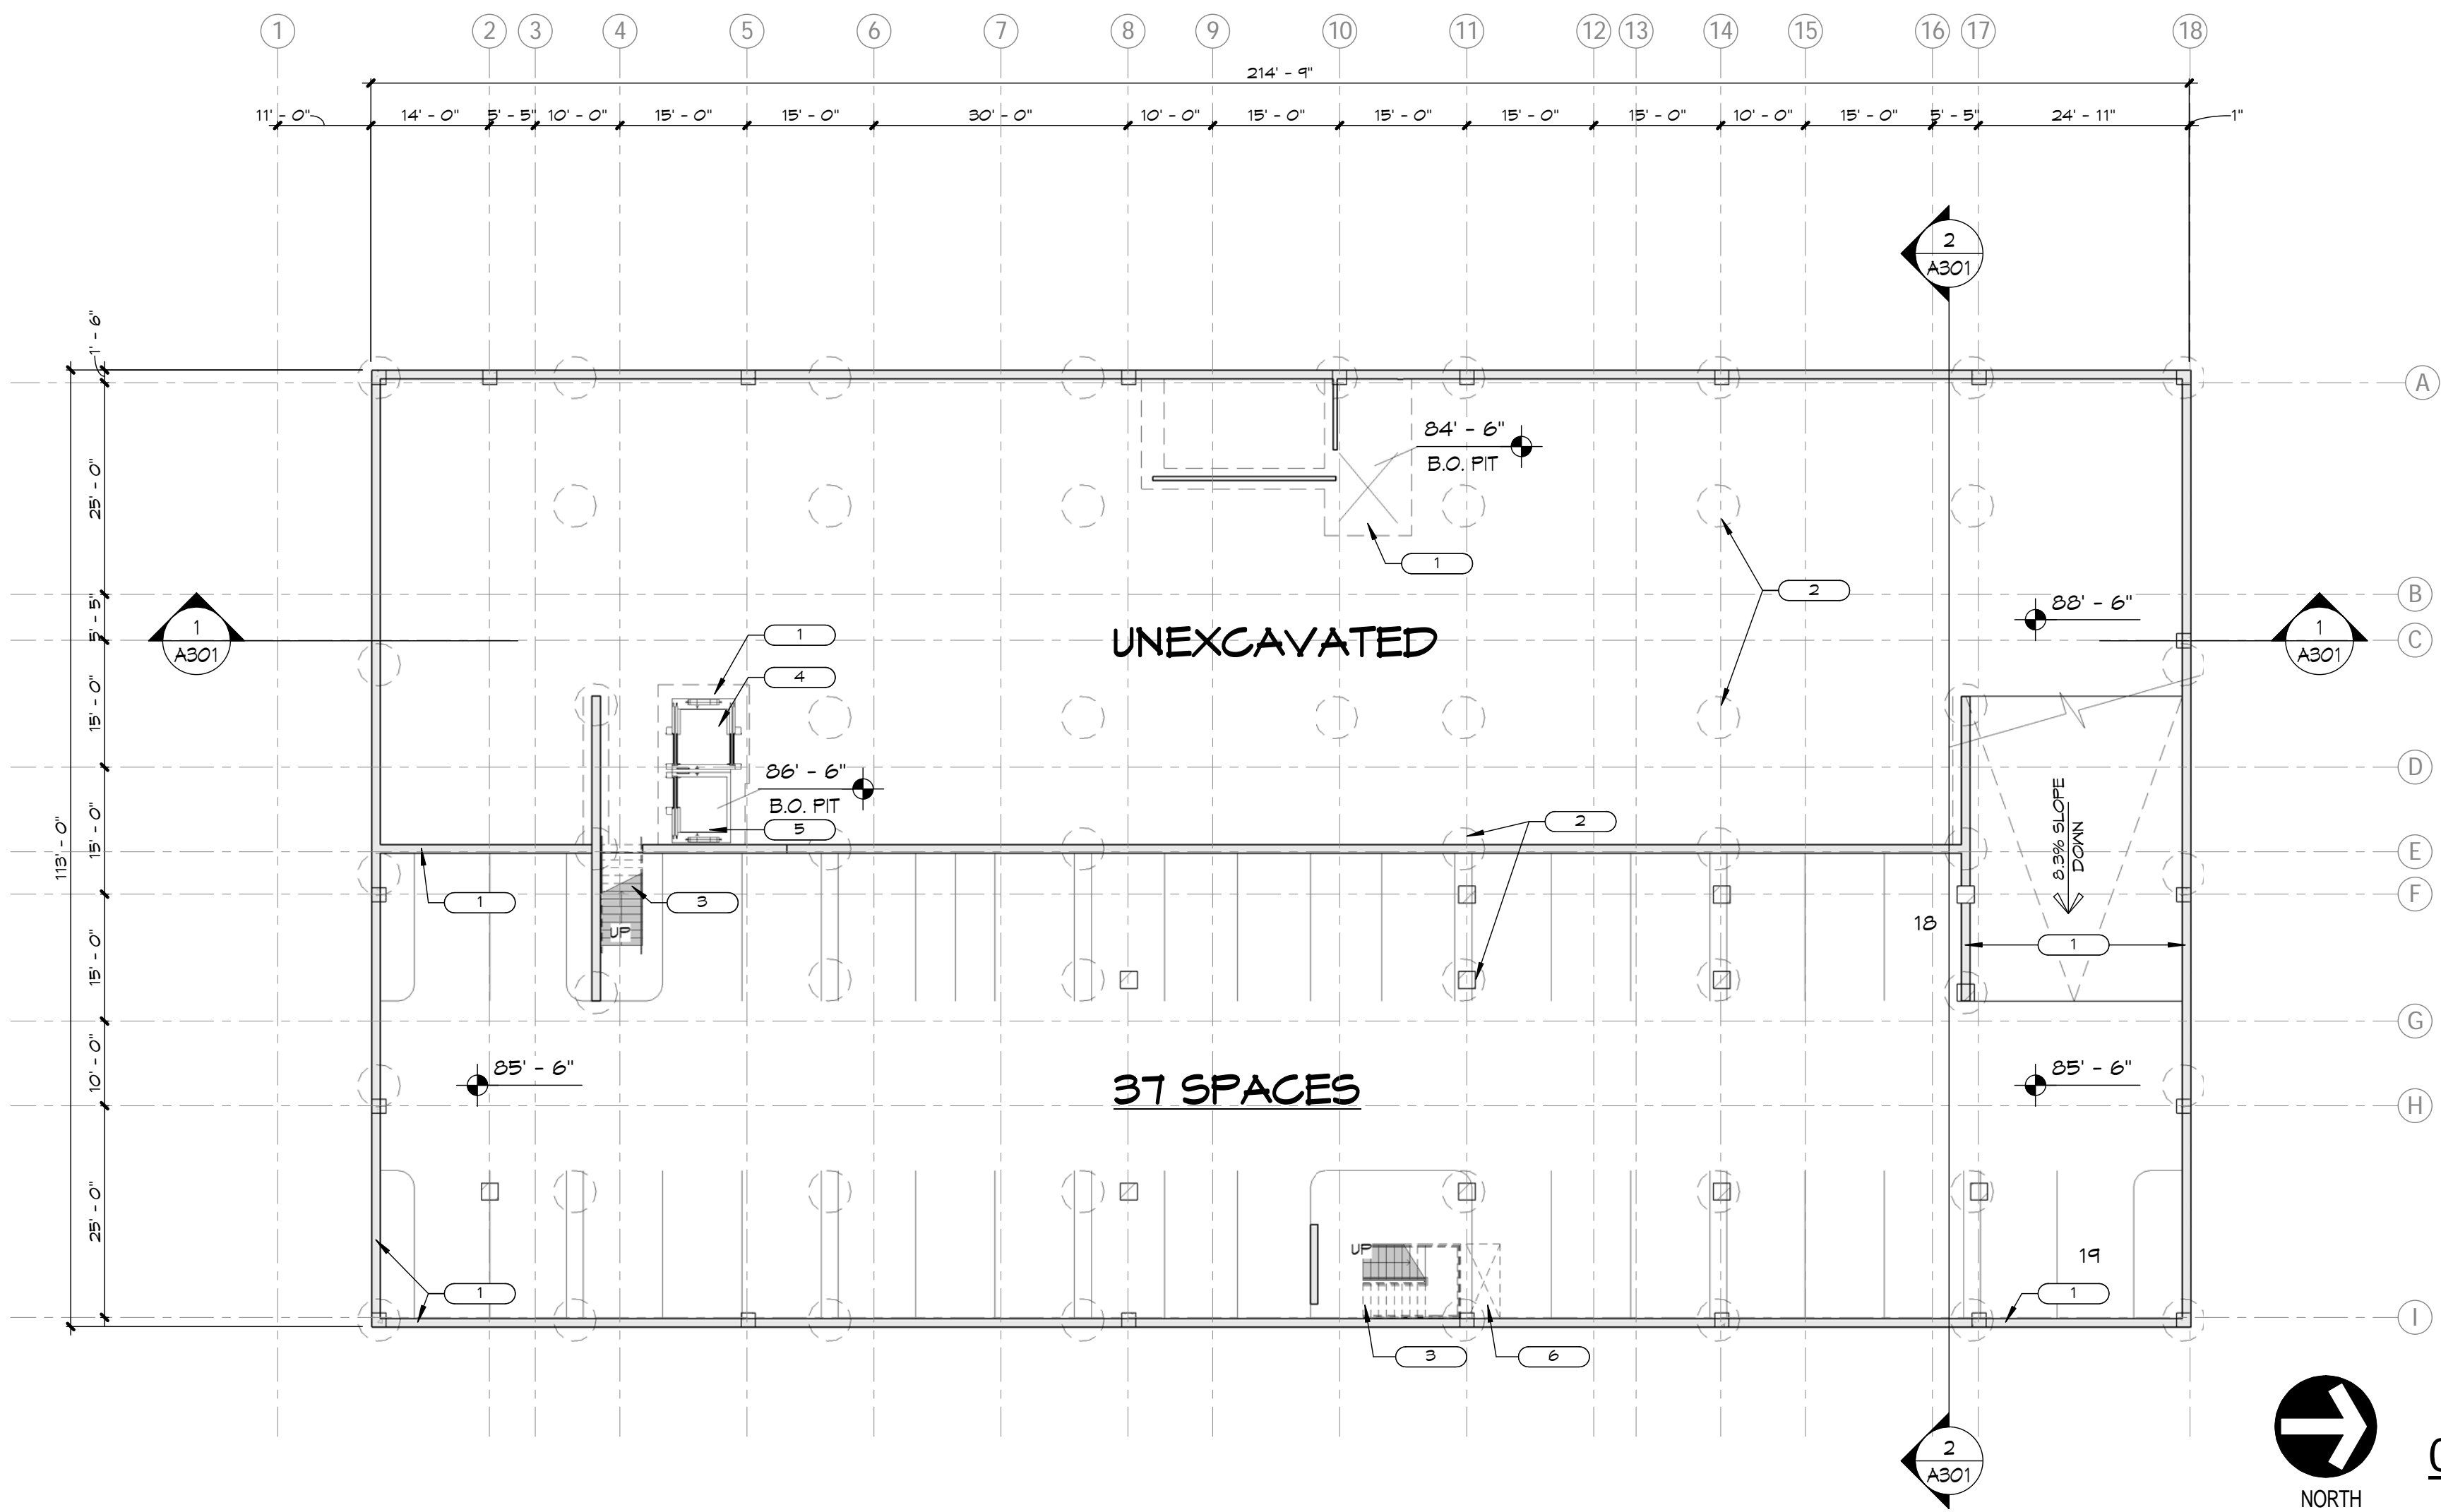 1 2 3 4 5 6 7 8 9 10 11 12 13 14 15 16 17 18
214' - 9"
11' - 0" 14' - 0" 5' - 5" 10' - 0" 15' - 0" 15' - 0" 30' - 0" 10' - 0" 15' - 0" 15' - 0" 15' - 0" 15' - 0" 10' - 0" 15' - 0" 5' - 5" 24' - 11" 1"
2
A301
1' - 6"
A
84' - 6"
B.O. PIT
25' - 0"
1
2
B
88' - 6"
5' - 5"
1
A301
1
UNEXCAVATED
C
1
A301
4
15' - 0"
D
86' - 6"
B.O. PIT
5
2
8.3% SLOPE
DOWN
113' - 0"
15' - 0"
E
1
3
F
18
UP
1
15' - 0"
G
85' - 6"
37 SPACES
85' - 6"
10' - 0"
H
25' - 0"
UP
19
1
1
I
3
6
2
A301
NORTH